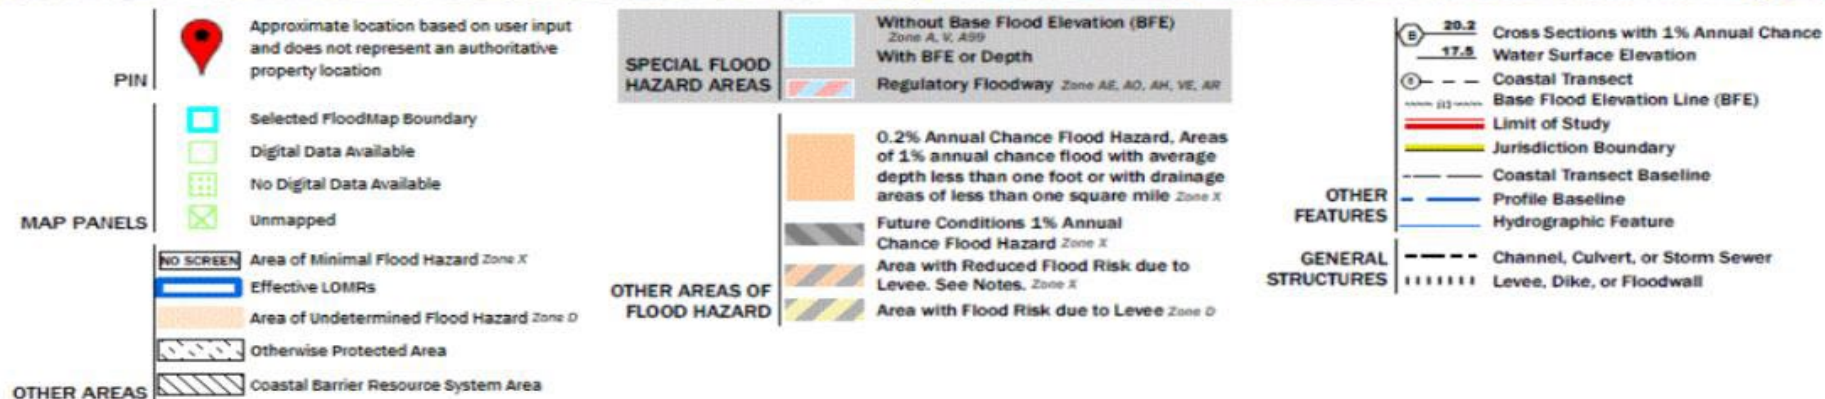 PIN
Approximate location based on user input
and does not represent an authoritative
property location
MAP PANELS
Selected FloodMap Boundary
Digital Data Available
No Digital Data Available
Unmapped
OTHER AREAS
NO SCREEN Area of Minimal Flood Hazard Zone X
Effective LOMRs
Area of Undetermined Flood Hazard Zone D
Otherwise Protected Area
Coastal Barrier Resource System Area
SPECIAL FLOOD
HAZARD AREAS
Without Base Flood Elevation (BFE)
Zone A, V, A99
With BFE or Depth
Regulatory Floodway Zone AE, AO, AH, VE, AR
OTHER AREAS OF
FLOOD HAZARD
0.2% Annual Chance Flood Hazard, Areas
of 1% annual chance flood with average
depth less than one foot or with drainage
areas of less than one square mile Zone X
Future Conditions 1% Annual
Chance Flood Hazard Zone X
Area with Reduced Flood Risk due to
Levee. See Notes. Zone X
Area with Flood Risk due to Levee Zone D
OTHER
FEATURES
B 20.2 Cross Sections with 1% Annual Chance
17.5 Water Surface Elevation
Coastal Transect
Base Flood Elevation Line (BFE)
Limit of Study
Jurisdiction Boundary
Coastal Transect Baseline
Profile Baseline
Hydrographic Feature
GENERAL
STRUCTURES
Channel, Culvert, or Storm Sewer
Levee, Dike, or Floodwall